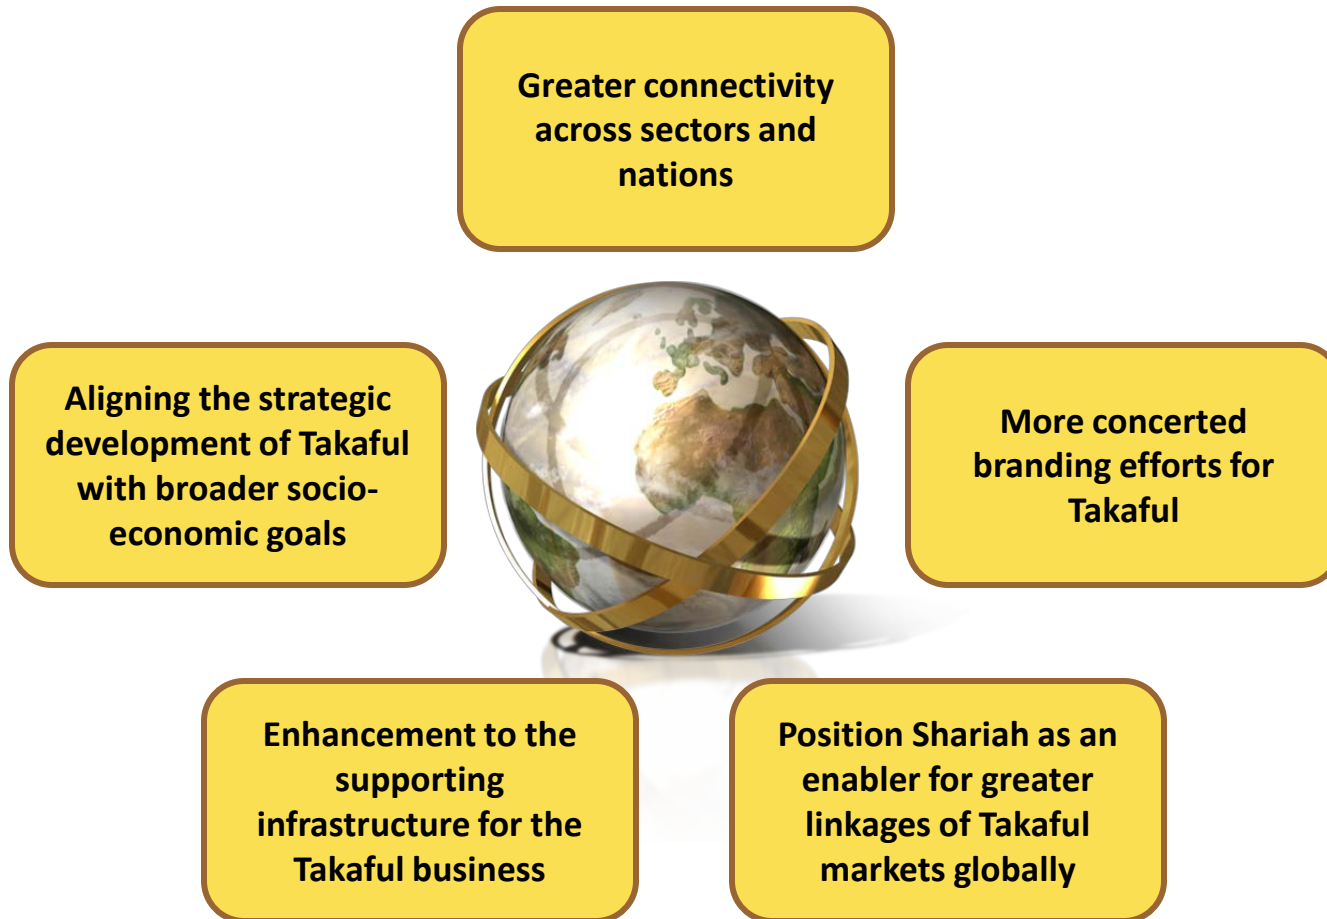 Greater connectivity
across sectors and
nations
Aligning the strategic
development of Takaful
with broader socio-
economic goals
More concerted
branding efforts for
Takaful
Enhancement to the
supporting
infrastructure for the
Takaful business
Position Shariah as an
enabler for greater
linkages of Takaful
markets globally